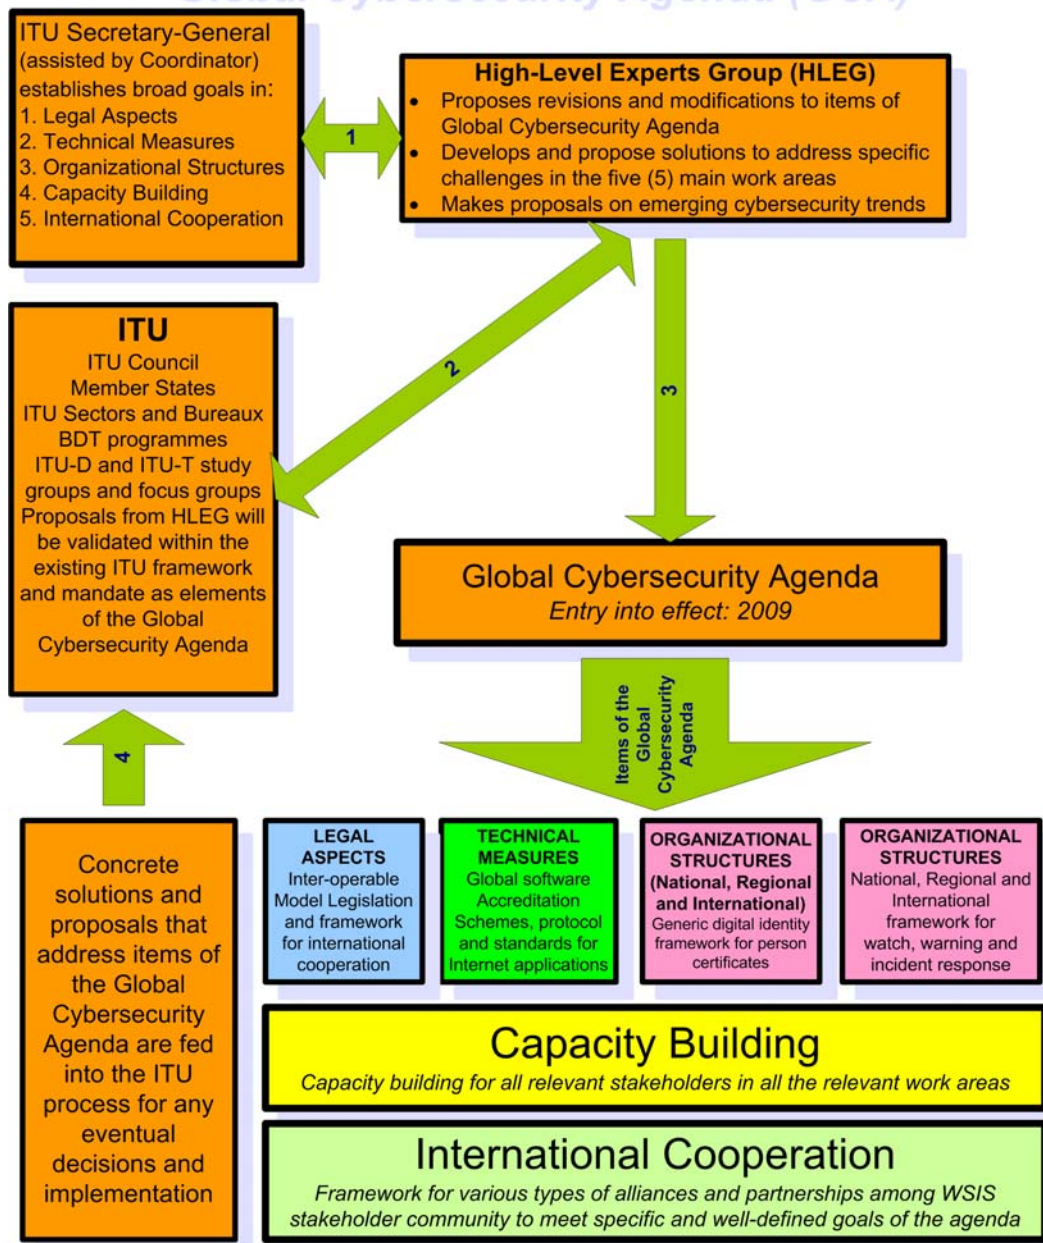 Global Cybersecurity Agenda (GCA)
ITU Secretary-General
(assisted by Coordinator)
establishes broad goals in:
1. Legal Aspects
2. Technical Measures
3. Organizational Structures
4. Capacity Building
5. International Cooperation
1
High-Level Experts Group (HLEG)
• Proposes revisions and modifications to items of
Global Cybersecurity Agenda
• Develops and propose solutions to address specific
challenges in the five (5) main work areas
• Makes proposals on emerging cybersecurity trends
ITU
ITU Council
Member States
ITU Sectors and Bureaux
BDT programmes
ITU-D and ITU-T study
groups and focus groups
Proposals from HLEG will
be validated within the
existing ITU framework
and mandate as elements
of the Global
Cybersecurity Agenda
2
3
Global Cybersecurity Agenda
Entry into effect: 2009
Items of the
Global
Cybersecurity
Agenda
4
Concrete
solutions and
proposals that
address items of
the Global
Cybersecurity
Agenda are fed
into the ITU
process for any
eventual
decisions and
implementation
LEGAL
ASPECTS
Inter-operable
Model Legislation
and framework
for international
cooperation
TECHNICAL
MEASURES
Global software
Accreditation
Schemes, protocol
and standards for
Internet applications
ORGANIZATIONAL
STRUCTURES
(National, Regional
and International)
Generic digital identity
framework for person
certificates
ORGANIZATIONAL
STRUCTURES
National, Regional and
International
framework for
watch, warning and
incident response
Capacity Building
Capacity building for all relevant stakeholders in all the relevant work areas
International Cooperation
Framework for various types of alliances and partnerships among WSIS
stakeholder community to meet specific and well-defined goals of the agenda